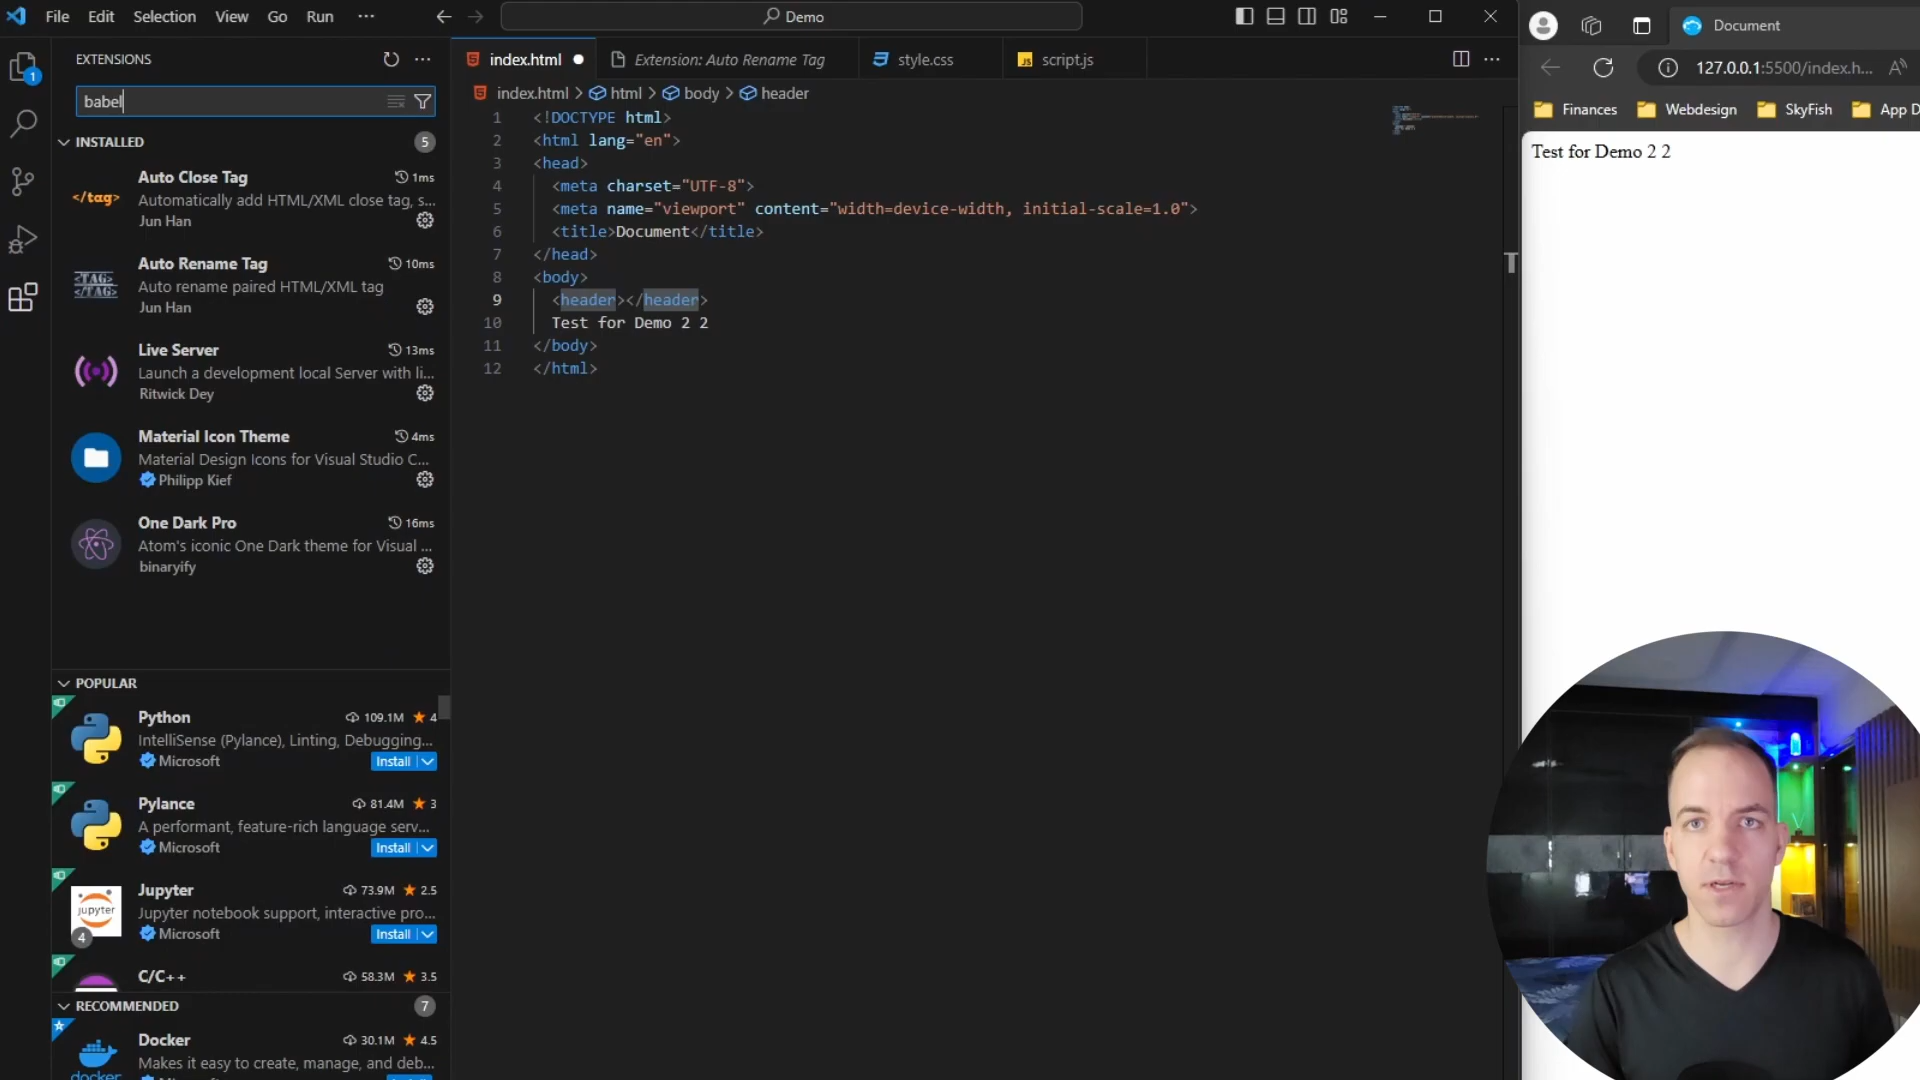 File Edit Selection View Go Run ···
Demo
Document
127.0.0.1:5500/index.h...
Finances Webdesign SkyFish App D
Test for Demo 2 2
EXTENSIONS
babel
INSTALLED 5
Auto Close Tag 1ms
Automatically add HTML/XML close tag, s...
Jun Han
Auto Rename Tag 10ms
Auto rename paired HTML/XML tag
Jun Han
Live Server 13ms
Launch a development local Server with li...
Ritwick Dey
Material Icon Theme 4ms
Material Design Icons for Visual Studio C...
Philipp Kief
One Dark Pro 16ms
Atom's iconic One Dark theme for Visual ...
binaryify
POPULAR
Python 109.1M ★ 4
IntelliSense (Pylance), Linting, Debugging...
Microsoft Install
Pylance 81.4M ★ 3
A performant, feature-rich language serv...
Microsoft Install
Jupyter 73.9M ★ 2.5
Jupyter notebook support, interactive pro...
Microsoft Install
C/C++ 58.3M ★ 3.5
RECOMMENDED 7
Docker 30.1M ★ 4.5
Makes it easy to create, manage, and deb...
index.html Extension: Auto Rename Tag style.css script.js
index.html > html > body > header
1 <!DOCTYPE html>
2 <html lang="en">
3 <head>
4 <meta charset="UTF-8">
5 <meta name="viewport" content="width=device-width, initial-scale=1.0">
6 <title>Document</title>
7 </head>
8 <body>
9 <header></header>
10 Test for Demo 2 2
11 </body>
12 </html>